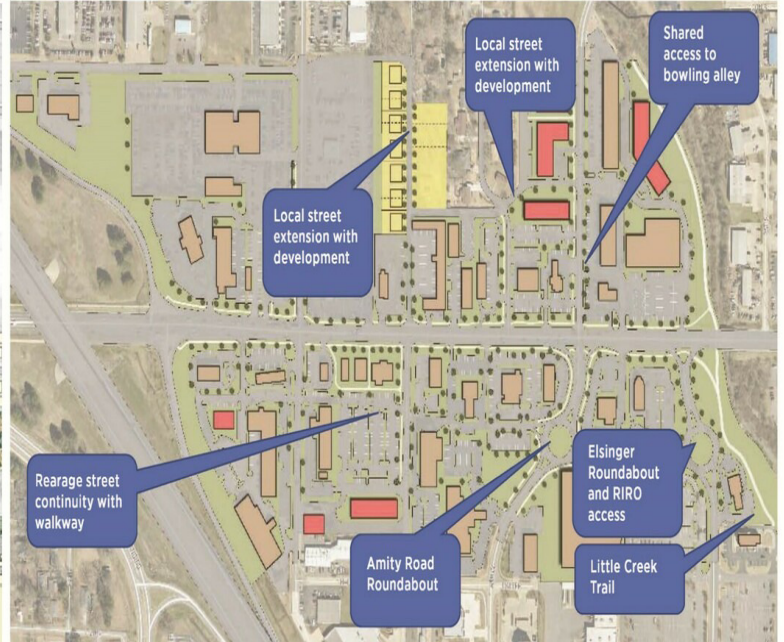 Local street
extension with
development
Shared
access to
bowling alley
Local street
extension with
development
Rearage street
continuity with
walkway
Amity Road
Roundabout
Elsinger
Roundabout
and RIRO
access
Little Creek
Trail